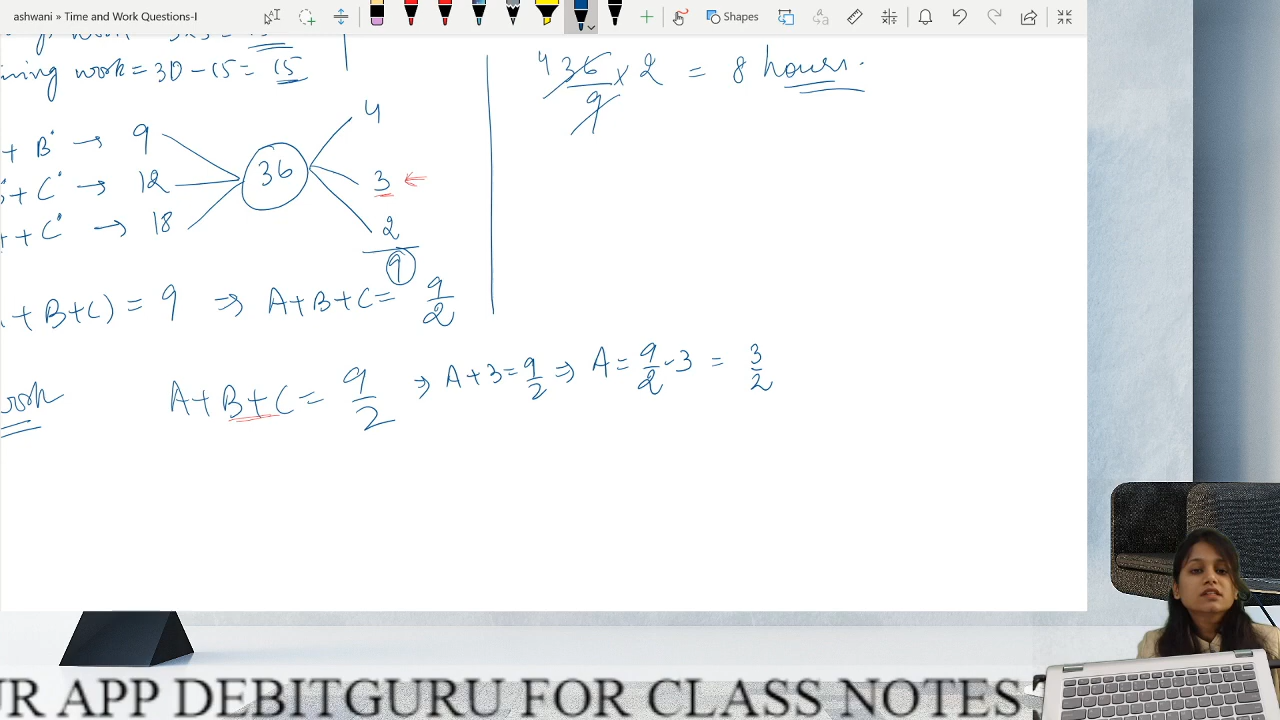 ashwani » Time and Work Questions-I
Shapes
ning work = 30 - 15 = 15
4 36/9 x 2 = 8 hours.
+ B → 9
+ C → 12
+ C → 18
36
4
3 ←
2
9
+ B + C) = 9 ⇒ A + B + C = 9/2
work
A + B + C = 9/2 ⇒ A + 3 = 9/2 ⇒ A = 9/2 - 3 = 3/2
UR APP DEBITGURU FOR CLASS NOTES